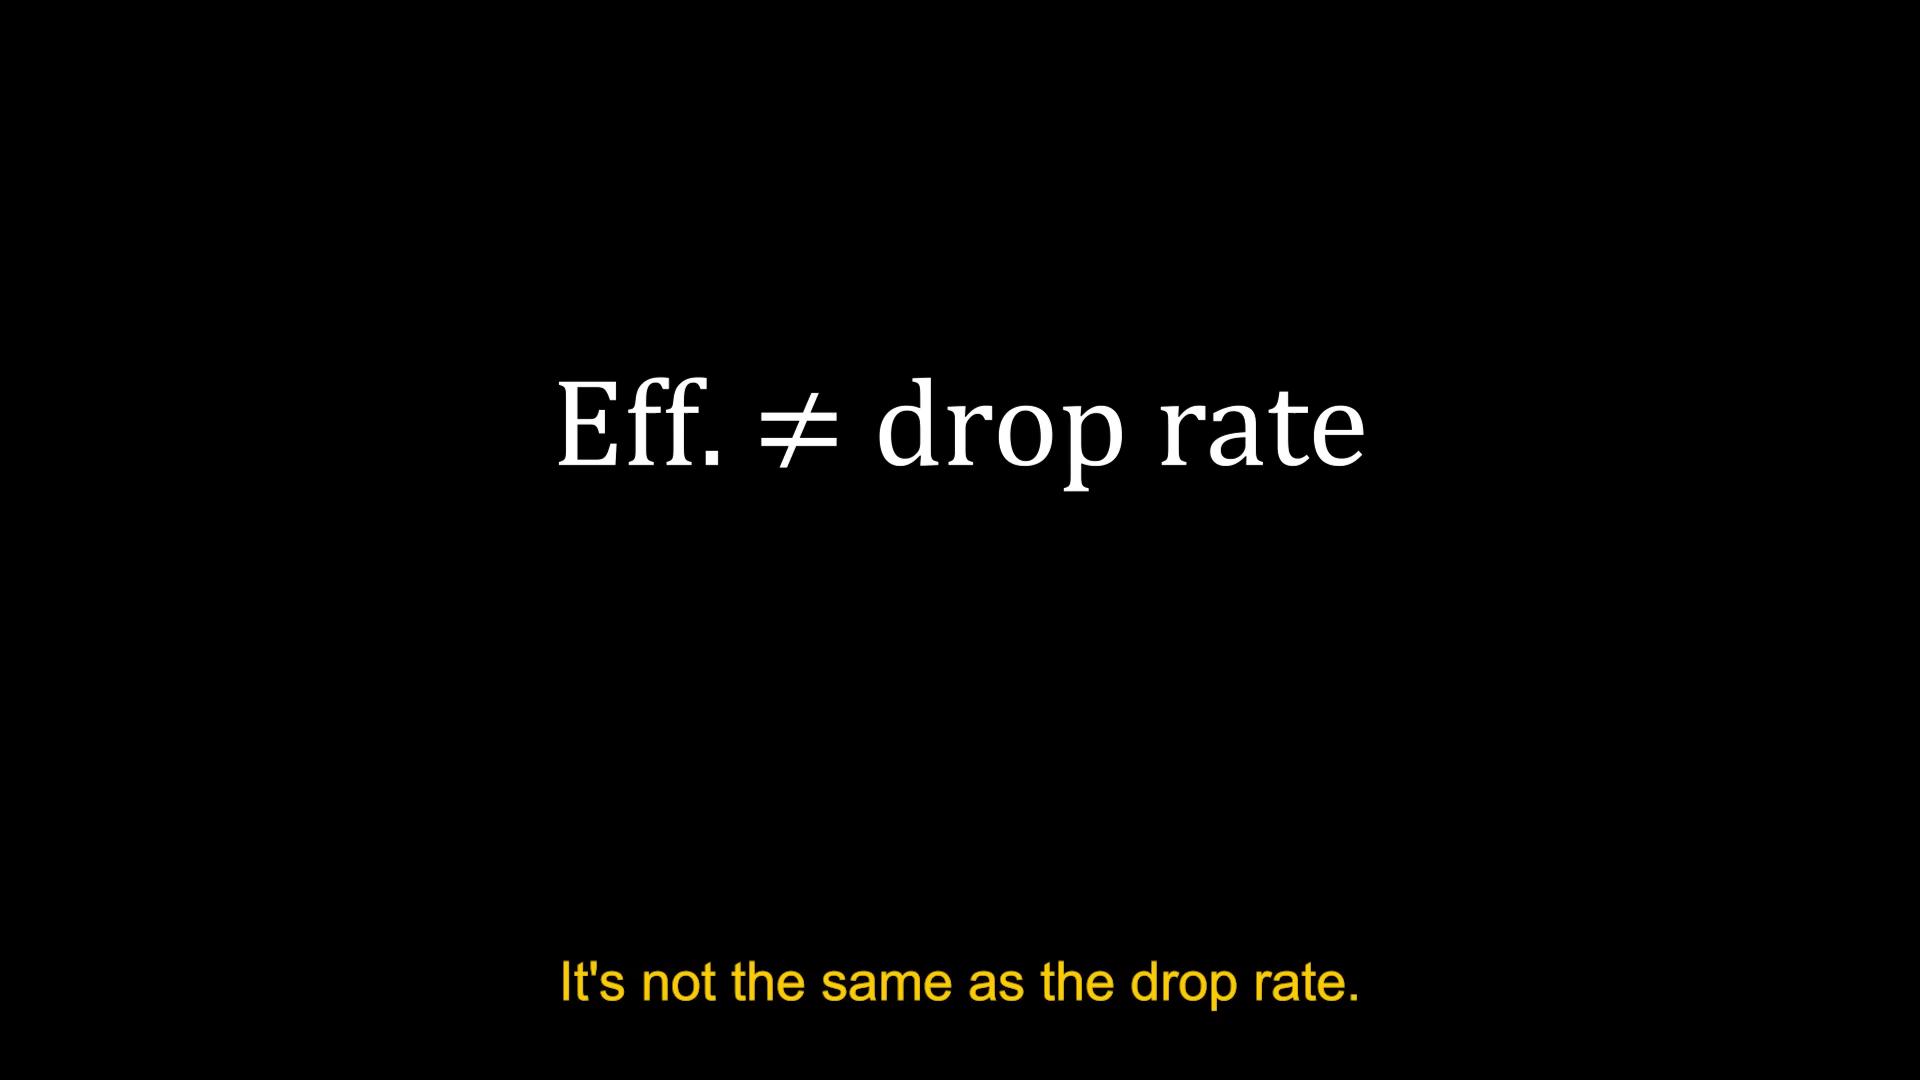 Eff. ≠ drop rate
It's not the same as the drop rate.